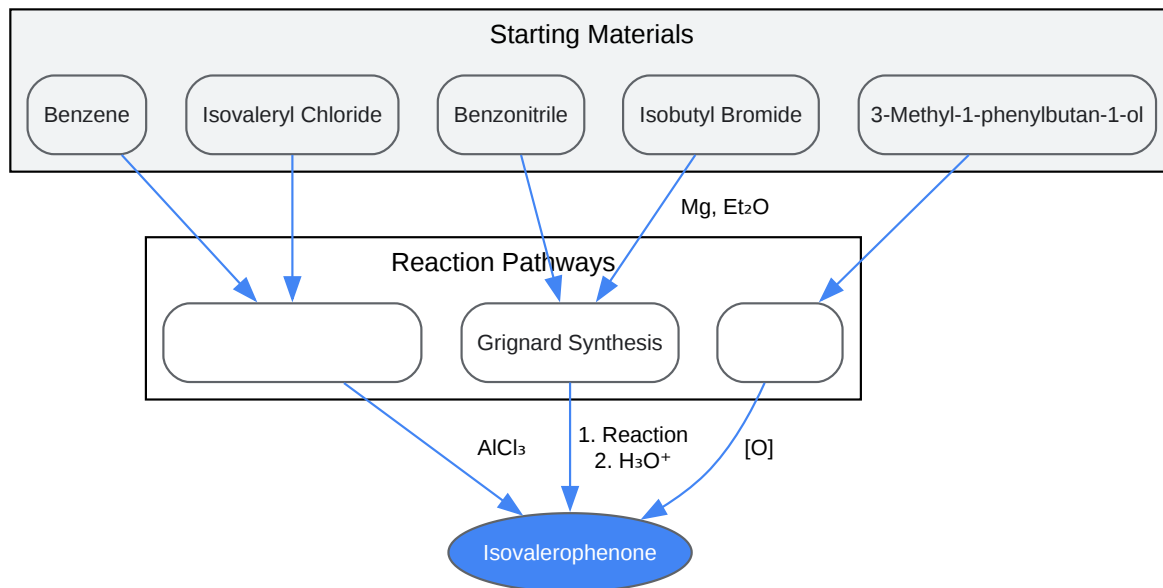 Starting Materials
Benzene
Isovaleryl Chloride
Benzonitrile
Isobutyl Bromide
3-Methyl-1-phenylbutan-1-ol
Mg, Et₂O
Reaction Pathways
Grignard Synthesis
AlCl₃
1. Reaction
2. H₃O⁺
[O]
Isovalerophenone